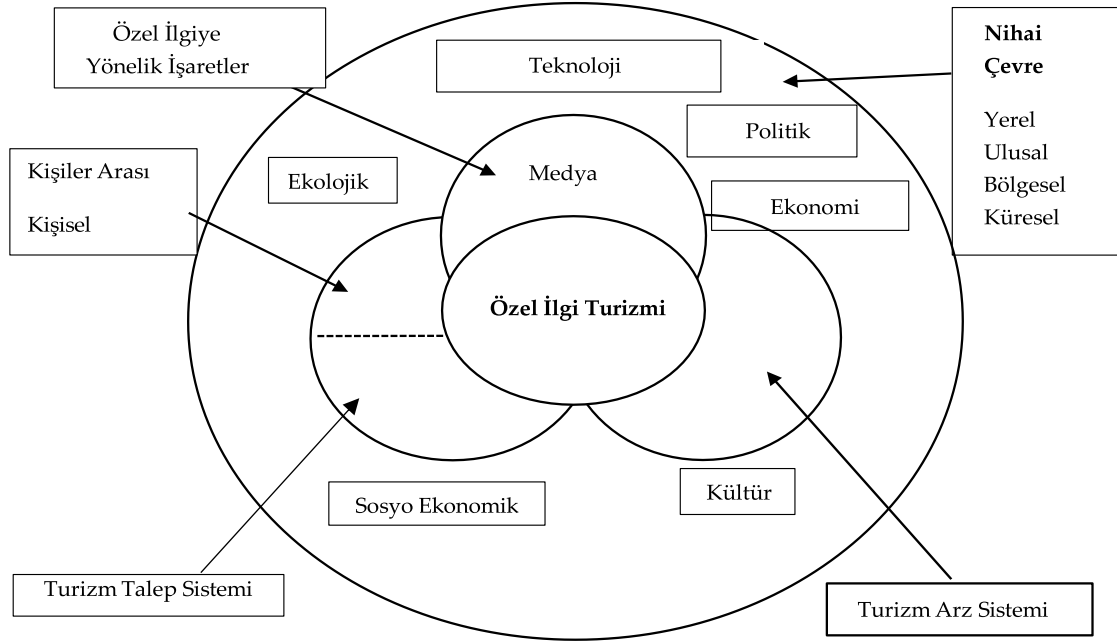 Özel İlgiye
Yönelik İşaretler
Teknoloji
Nihai
Çevre
Yerel
Ulusal
Bölgesel
Küresel
Politik
Kişiler Arası
Kişisel
Ekolojik
Medya
Ekonomi
Özel İlgi Turizmi
Sosyo Ekonomik
Kültür
Turizm Talep Sistemi
Turizm Arz Sistemi